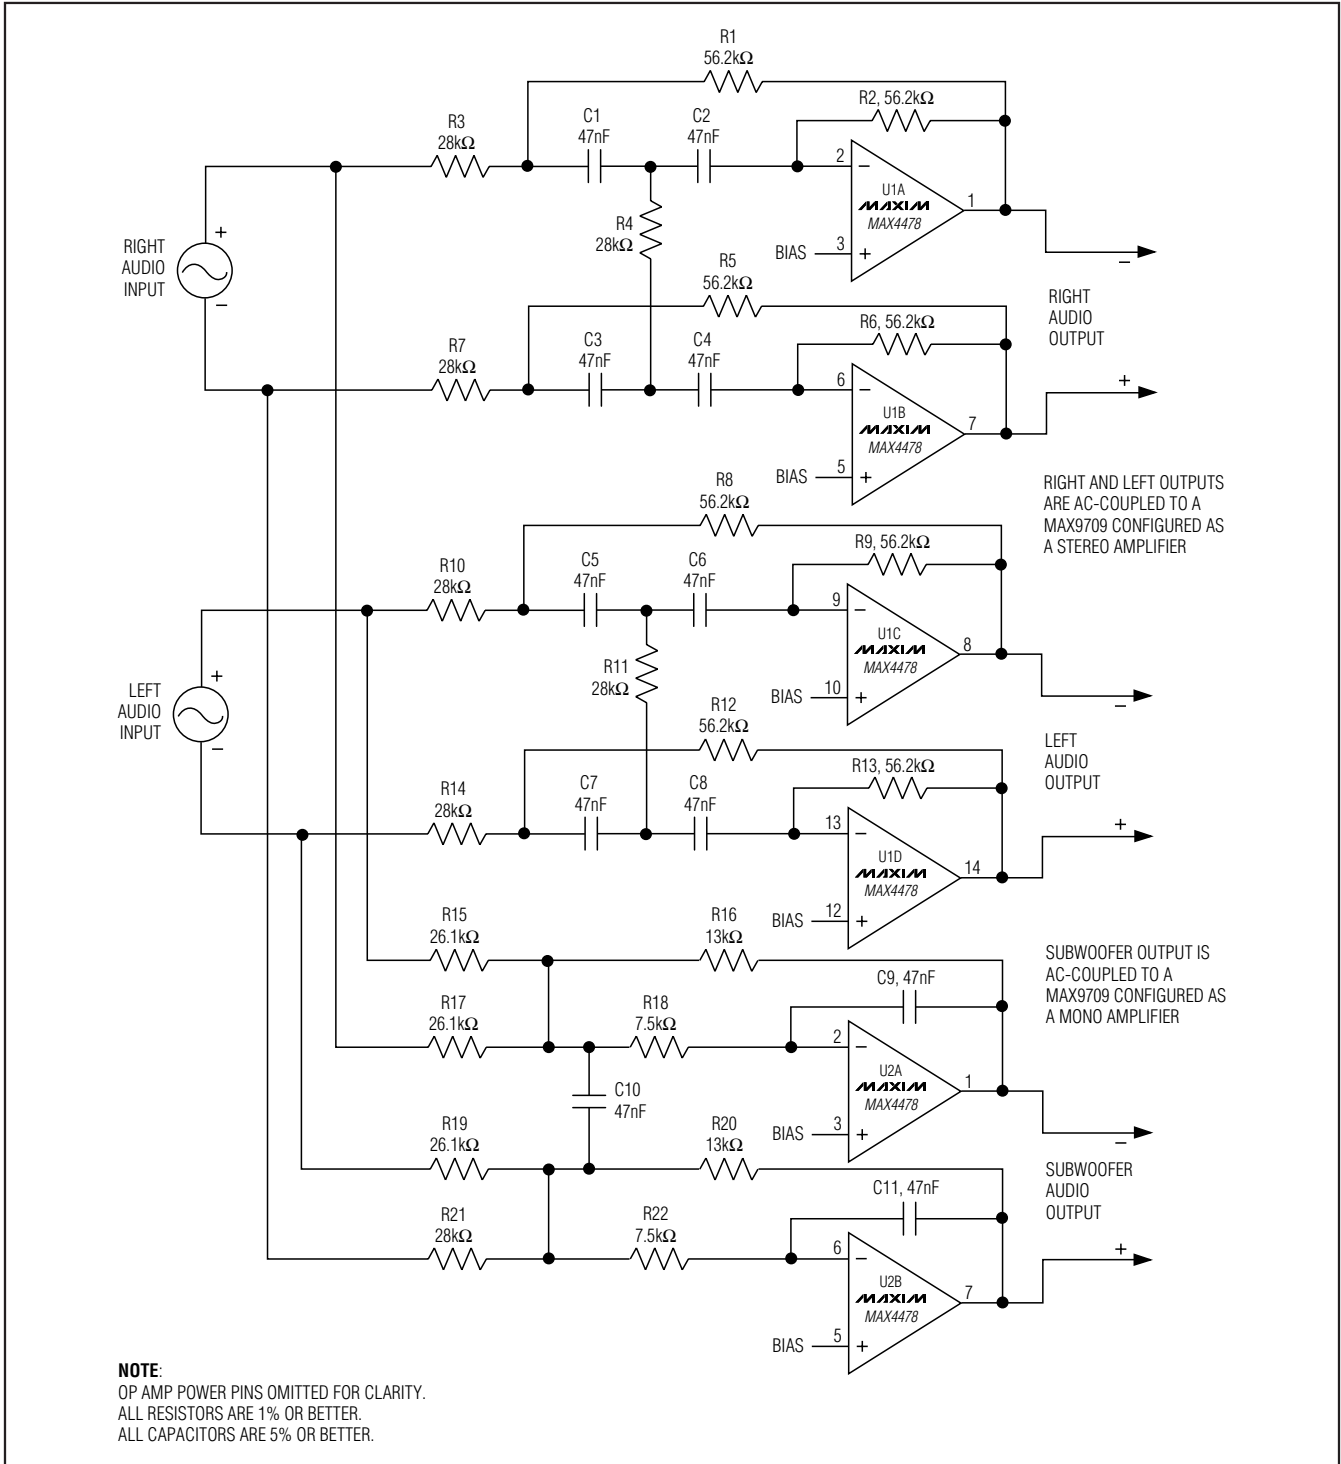 R1
56.2kΩ
R2, 56.2kΩ
R3
28kΩ
C1
47nF
C2
47nF
2
−
U1A
MAXIM
MAX4478
1
R4
28kΩ
BIAS
3
+
−
RIGHT
AUDIO
INPUT
+
−
R5
56.2kΩ
RIGHT
AUDIO
OUTPUT
R6, 56.2kΩ
R7
28kΩ
C3
47nF
C4
47nF
6
−
U1B
MAXIM
MAX4478
7
+
BIAS
5
+
RIGHT AND LEFT OUTPUTS
ARE AC-COUPLED TO A
MAX9709 CONFIGURED AS
A STEREO AMPLIFIER
R8
56.2kΩ
R9, 56.2kΩ
R10
28kΩ
C5
47nF
C6
47nF
9
−
U1C
MAXIM
MAX4478
8
R11
28kΩ
BIAS
10
+
−
LEFT
AUDIO
INPUT
+
−
R12
56.2kΩ
LEFT
AUDIO
OUTPUT
R13, 56.2kΩ
R14
28kΩ
C7
47nF
C8
47nF
13
−
U1D
MAXIM
MAX4478
14
+
BIAS
12
+
R15
26.1kΩ
R16
13kΩ
SUBWOOFER OUTPUT IS
AC-COUPLED TO A
MAX9709 CONFIGURED AS
A MONO AMPLIFIER
C9, 47nF
R17
26.1kΩ
R18
7.5kΩ
2
−
U2A
MAXIM
MAX4478
1
C10
47nF
BIAS
3
+
−
R19
26.1kΩ
R20
13kΩ
SUBWOOFER
AUDIO
OUTPUT
C11, 47nF
R21
28kΩ
R22
7.5kΩ
6
−
U2B
MAXIM
MAX4478
7
+
BIAS
5
+
NOTE:
OP AMP POWER PINS OMITTED FOR CLARITY.
ALL RESISTORS ARE 1% OR BETTER.
ALL CAPACITORS ARE 5% OR BETTER.